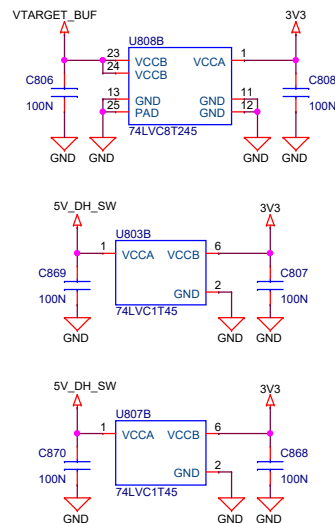 VTARGET_BUF
3V3
U808B
23 VCCB VCCA 1
24 VCCB
C806
C808
100N
100N
13 GND GND 11
25 PAD GND 12
74LVC8T245
GND GND GND GND
5V_DH_SW
3V3
U803B
1 VCCA VCCB 6
C869
C807
100N
100N
GND 2
74LVC1T45
GND GND GND
5V_DH_SW
3V3
U807B
1 VCCA VCCB 6
C870
C868
100N
100N
GND 2
74LVC1T45
GND GND GND